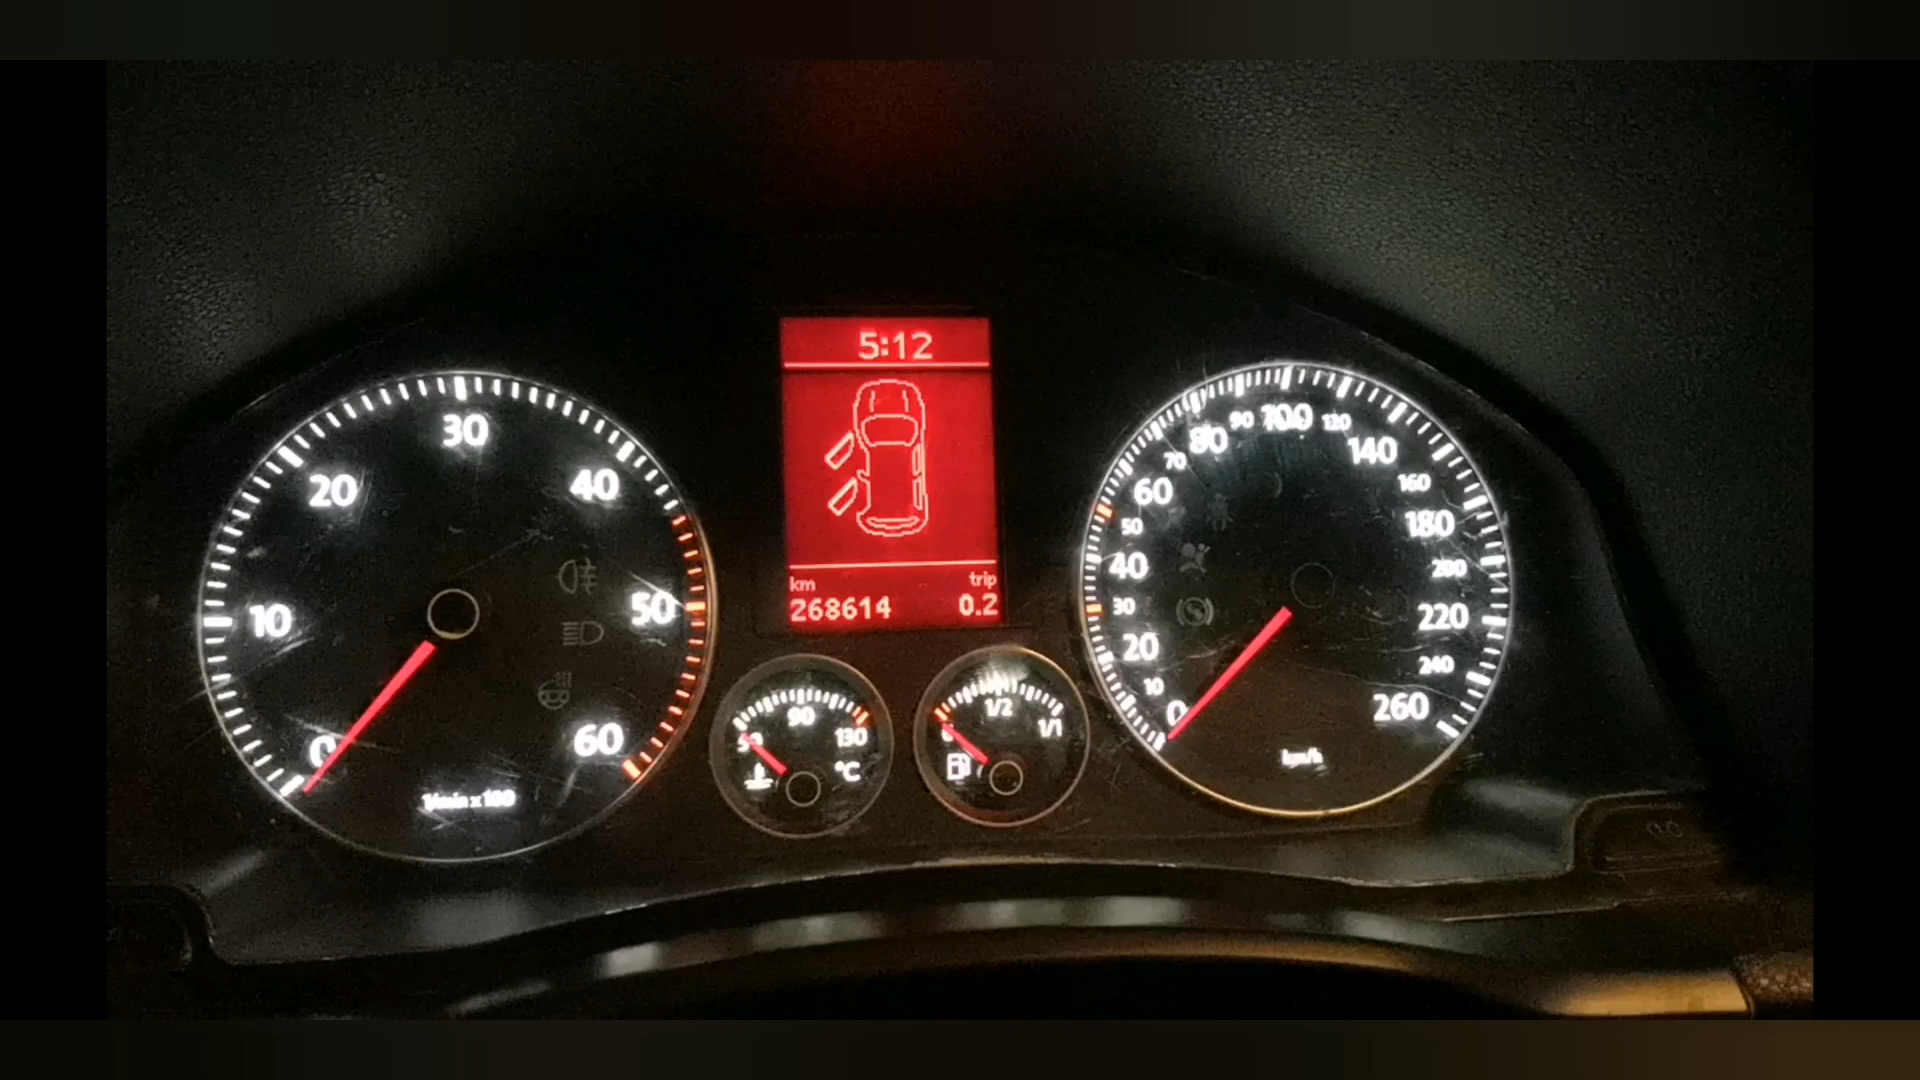 5:12
km trip
268614 0.2
0 10 20 30 40 50 60
1/min x 100
50 90 130
°C
0 1/2 1/1
0 10 20 30 40 50 60 70 80 90 100 120 140 160 180 200 220 240 260
km/h